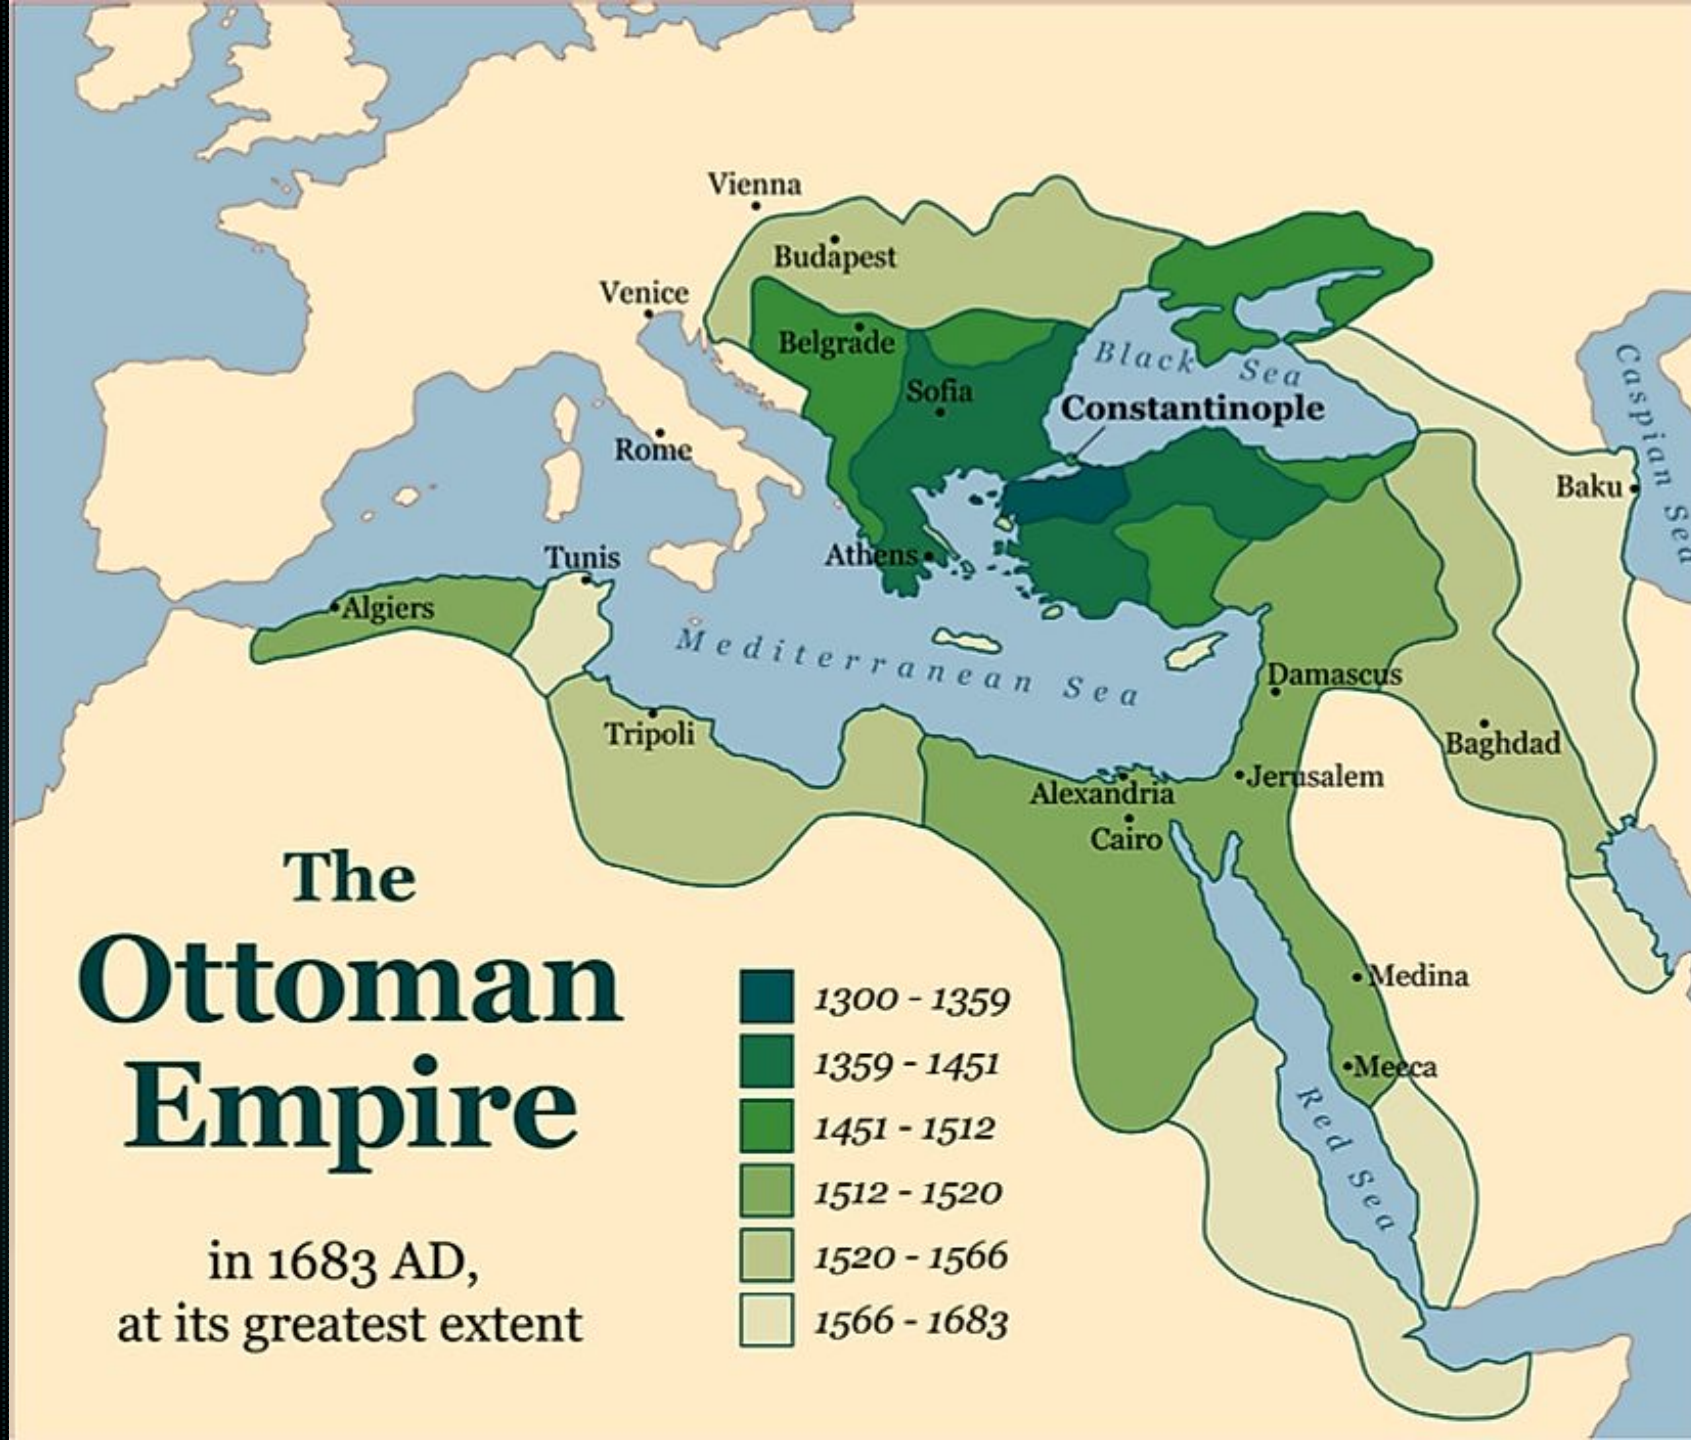 Vienna
Budapest
Venice
Belgrade
Black Sea
Caspian Sea
Sofia
Constantinople
Rome
Baku
Athens
Tunis
Algiers
Mediterranean Sea
Damascus
Tripoli
Baghdad
Jerusalem
Alexandria
Cairo
Medina
Mecca
Red Sea
The
Ottoman
Empire
in 1683 AD,
at its greatest extent
1300 - 1359
1359 - 1451
1451 - 1512
1512 - 1520
1520 - 1566
1566 - 1683